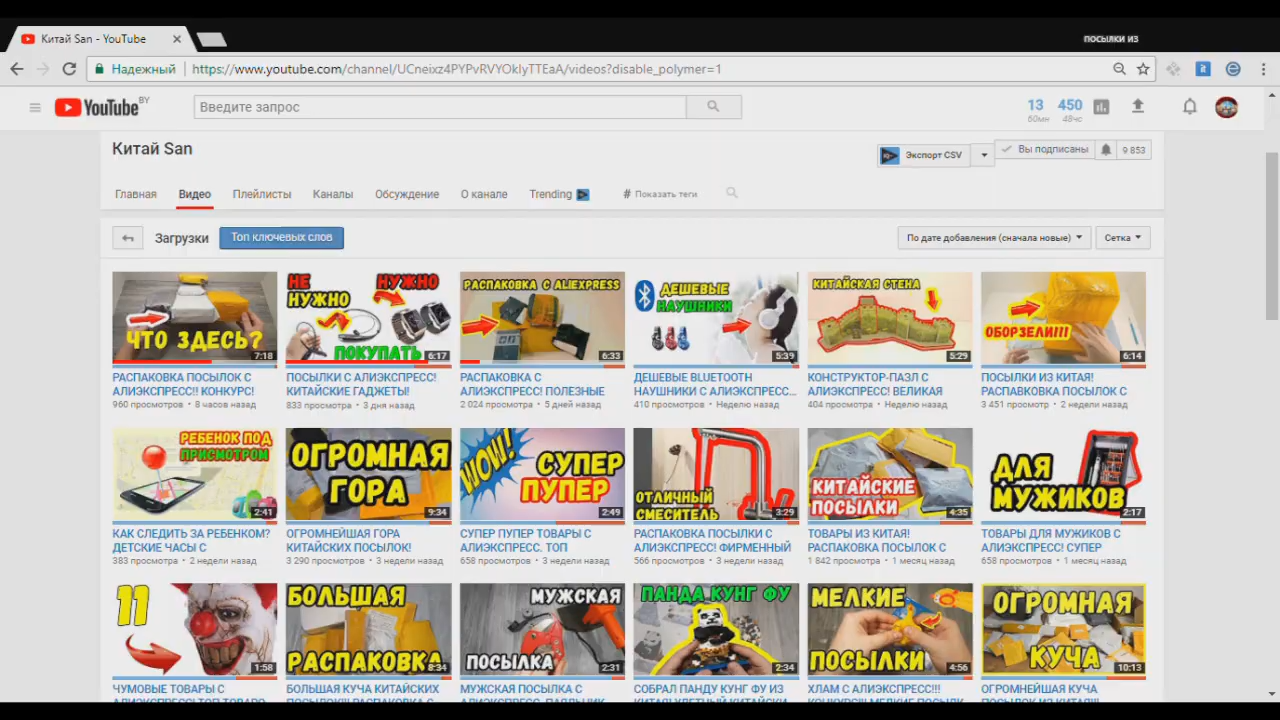 Китай San - YouTube
ПОСЫЛКИ ИЗ
Надежный
https://www.youtube.com/channel/UCneixz4PYPvRVYOklyTTEaA/videos?disable_polymer=1
YouTube BY
Введите запрос
13 450
60мн 48чс
Китай San
Экспорт CSV
Вы подписаны 9 853
Главная Видео Плейлисты Каналы Обсуждение О канале Trending # Показать теги
Загрузки Топ ключевых слов
По дате добавления (сначала новые) Сетка
ЧТО ЗДЕСЬ?
7:18
НЕ НУЖНО
НУЖНО
ПОКУПАТЬ
6:17
РАСПАКОВКА С ALIEXPRESS
6:33
ДЕШЕВЫЕ
НАУШНИКИ
5:39
КИТАЙСКАЯ СТЕНА
5:29
ОБОРЗЕЛИ!!!
6:14
РАСПАКОВКА ПОСЫЛОК С
АЛИЭКСПРЕСС!! КОНКУРС!
960 просмотров • 8 часов назад
ПОСЫЛКИ С АЛИЭКСПРЕСС!
КИТАЙСКИЕ ГАДЖЕТЫ!
833 просмотра • 3 дня назад
РАСПАКОВКА С
АЛИЭКСПРЕСС! ПОЛЕЗНЫЕ
2 024 просмотра • 5 дней назад
ДЕШЕВЫЕ BLUETOOTH
НАУШНИКИ С АЛИЭКСПРЕСС...
410 просмотров • Неделю назад
КОНСТРУКТОР-ПАЗЛ С
АЛИЭКСПРЕСС! ВЕЛИКАЯ
404 просмотра • Неделю назад
ПОСЫЛКИ ИЗ КИТАЯ!
РАСПАВКОВКА ПОСЫЛОК С
3 451 просмотр • 2 недели назад
РЕБЕНОК ПОД
ПРИСМОТРОМ
2:41
ОГРОМНАЯ
ГОРА
9:34
WOW!
СУПЕР
ПУПЕР
2:49
ОТЛИЧНЫЙ
СМЕСИТЕЛЬ
3:29
КИТАЙСКИЕ
ПОСЫЛКИ
4:35
ДЛЯ
МУЖИКОВ
2:17
КАК СЛЕДИТЬ ЗА РЕБЕНКОМ?
ДЕТСКИЕ ЧАСЫ С
383 просмотра • 2 недели назад
ОГРОМНЕЙШАЯ ГОРА
КИТАЙСКИХ ПОСЫЛОК!
3 290 просмотров • 3 недели назад
СУПЕР ПУПЕР ТОВАРЫ С
АЛИЭКСПРЕСС. ТОП
658 просмотров • 3 недели назад
РАСПАКОВКА ПОСЫЛКИ С
АЛИЭКСПРЕСС! ФИРМЕННЫЙ
566 просмотров • 3 недели назад
ТОВАРЫ ИЗ КИТАЯ!
РАСПАКОВКА ПОСЫЛОК С
1 842 просмотра • 1 месяц назад
ТОВАРЫ ДЛЯ МУЖИКОВ С
АЛИЭКСПРЕСС! СУПЕР
658 просмотров • 1 месяц назад
11
1:58
БОЛЬШАЯ
РАСПАКОВКА
8:34
МУЖСКАЯ
ПОСЫЛКА
2:31
ПАНДА КУНГ ФУ
2:34
МЕЛКИЕ
ПОСЫЛКИ
4:56
ОГРОМНАЯ
КУЧА
10:13
ЧУМОВЫЕ ТОВАРЫ С
БОЛЬШАЯ КУЧА КИТАЙСКИХ
МУЖСКАЯ ПОСЫЛКА С
СОБРАЛ ПАНДУ КУНГ ФУ ИЗ
ХЛАМ С АЛИЭКСПРЕСС!!!
ОГРОМНЕЙШАЯ КУЧА